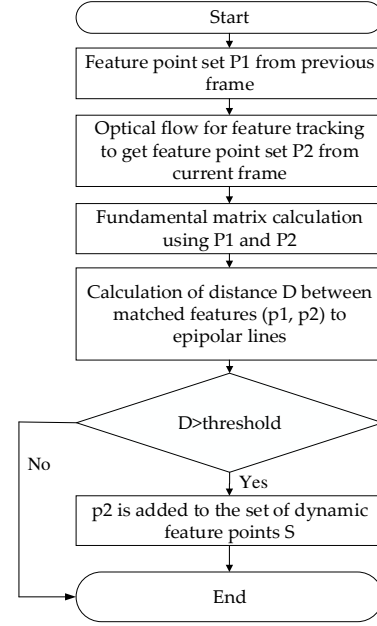 Start
Feature point set P1 from previous
frame
Optical flow for feature tracking
to get feature point set P2 from
current frame
Fundamental matrix calculation
using P1 and P2
Calculation of distance D between
matched features (p1, p2) to
epipolar lines
D>threshold
No
Yes
p2 is added to the set of dynamic
feature points S
End